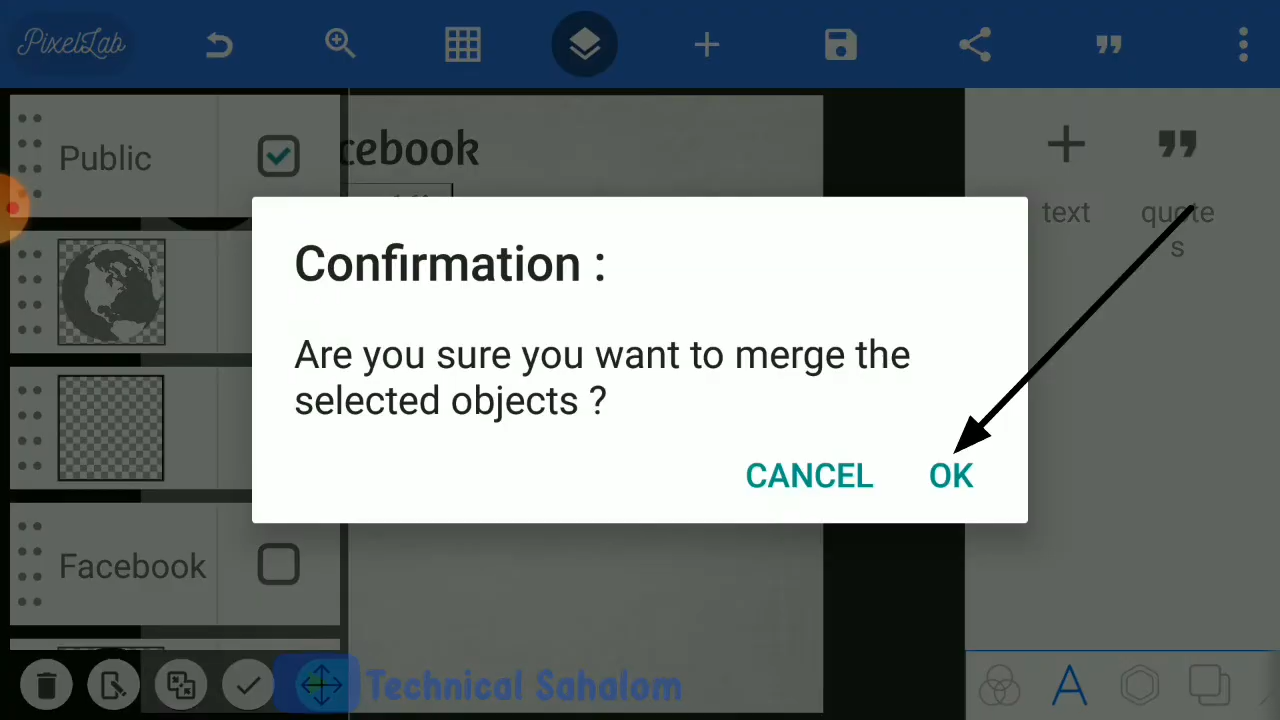 PixelLab
Public
cebook
text
quote
s
Confirmation :
Are you sure you want to merge the
selected objects ?
CANCEL
OK
Facebook
Technical Sahalom